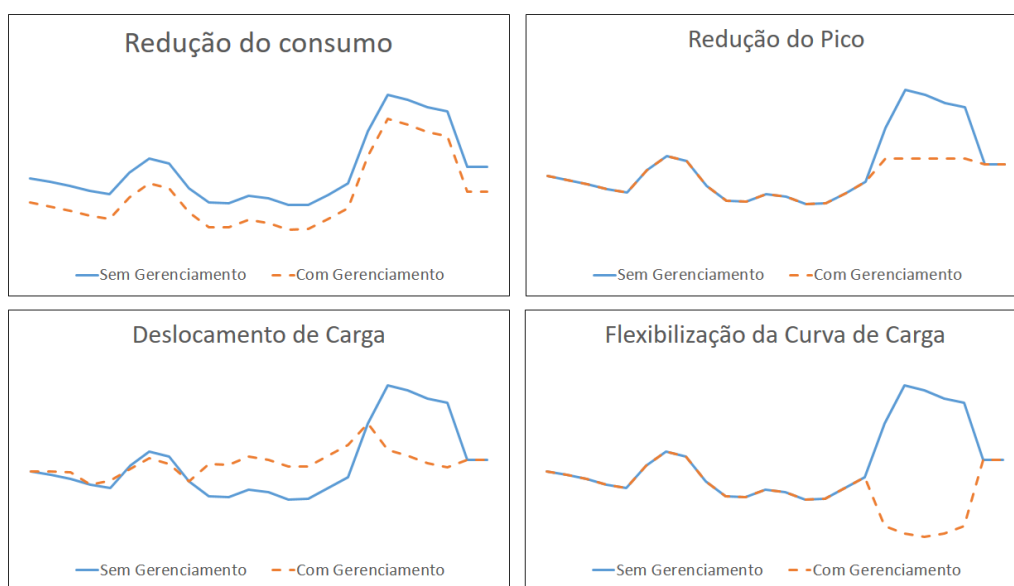 Redução do consumo
Sem Gerenciamento
Com Gerenciamento
Redução do Pico
Sem Gerenciamento
Com Gerenciamento
Deslocamento de Carga
Sem Gerenciamento
Com Gerenciamento
Flexibilização da Curva de Carga
Sem Gerenciamento
Com Gerenciamento